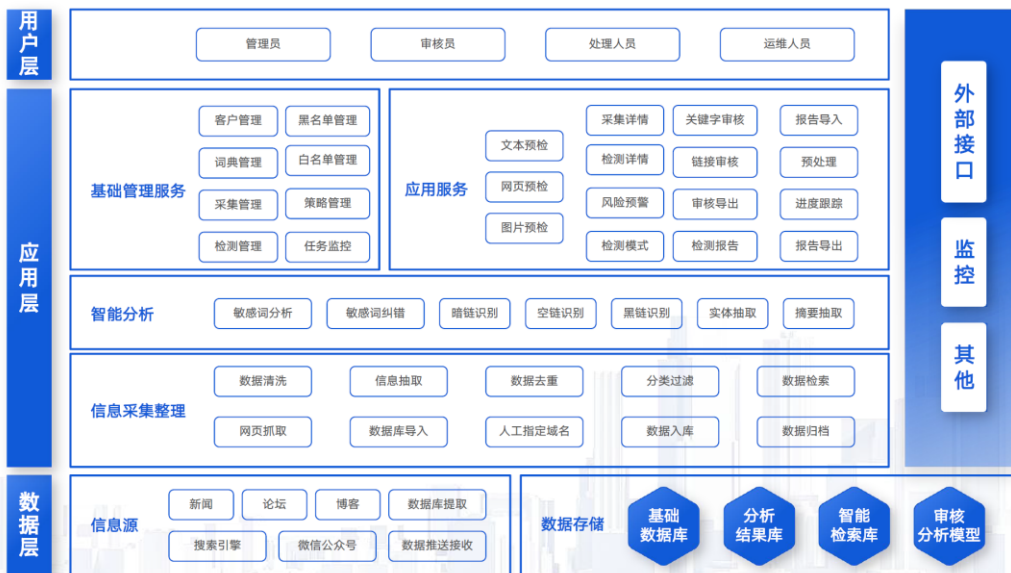 用户层
管理员
审核员
处理人员
运维人员
应用层
基础管理服务
客户管理
黑名单管理
词典管理
白名单管理
采集管理
策略管理
检测管理
任务监控
应用服务
文本预检
网页预检
图片预检
采集详情
关键字审核
报告导入
检测详情
链接审核
预处理
风险预警
审核导出
进度跟踪
检测模式
检测报告
报告导出
智能分析
敏感词分析
敏感词纠错
暗链识别
空链识别
黑链识别
实体抽取
摘要抽取
信息采集整理
数据清洗
信息抽取
数据去重
分类过滤
数据检索
网页抓取
数据库导入
人工指定域名
数据入库
数据归档
外部接口
监控
其他
数据层
信息源
新闻
论坛
博客
数据库提取
搜索引擎
微信公众号
数据推送接收
数据存储
基础
数据库
分析
结果库
智能
检索库
审核
分析模型